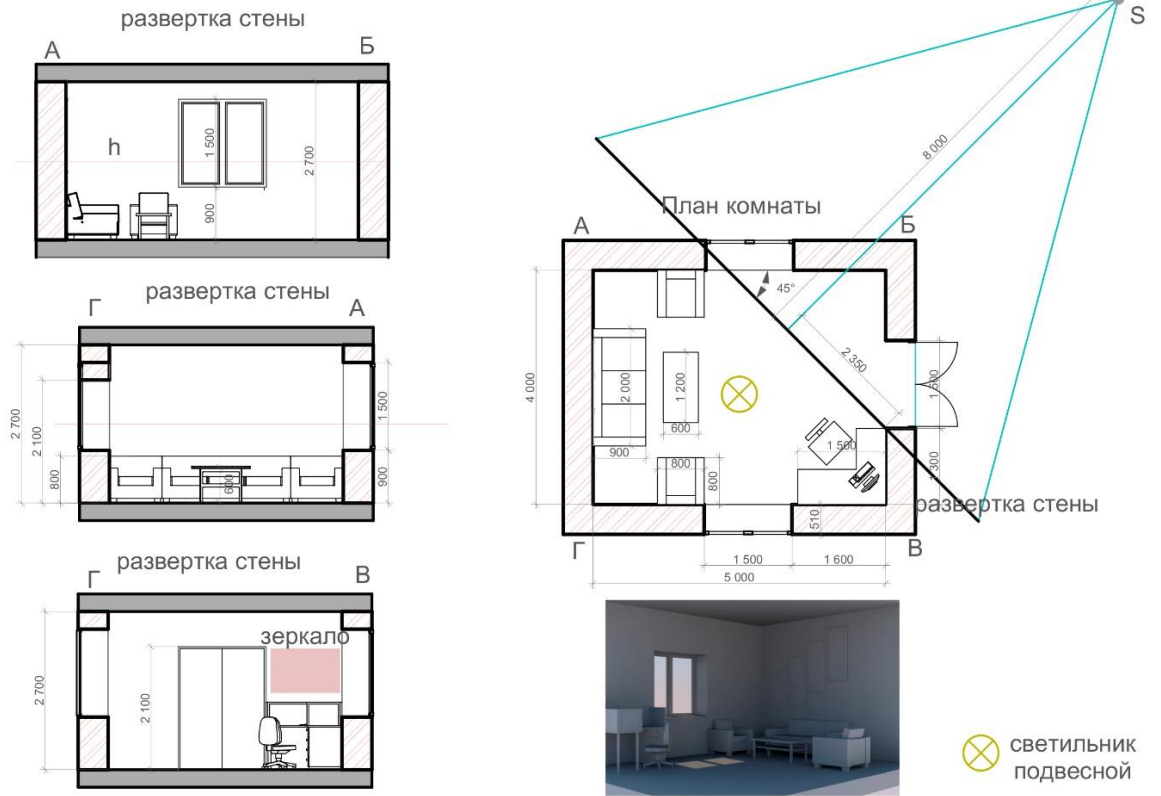 развертка стены
А
Б
h
1 500
2 700
900
развертка стены
Г
А
2 700
2 100
800
600
1 500
900
развертка стены
Г
В
зеркало
2 700
2 100
S
8 000
План комнаты
А
Б
45°
2 350
4 000
2 000
1 200
600
900
800
800
1 500
1 500
1 300
510
развертка стены
Г
В
1 500
1 600
5 000
светильник
подвесной